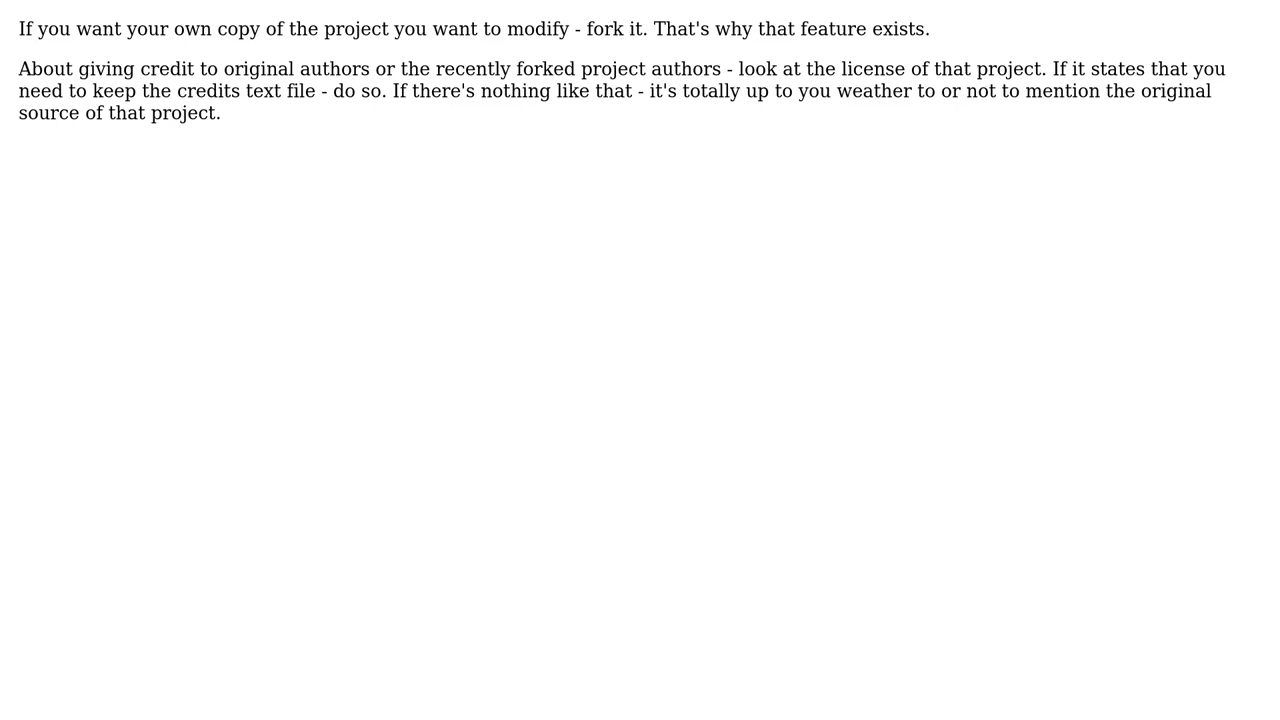 If you want your own copy of the project you want to modify - fork it. That's why that feature exists.
About giving credit to original authors or the recently forked project authors - look at the license of that project. If it states that you
need to keep the credits text file - do so. If there's nothing like that - it's totally up to you weather to or not to mention the original
source of that project.